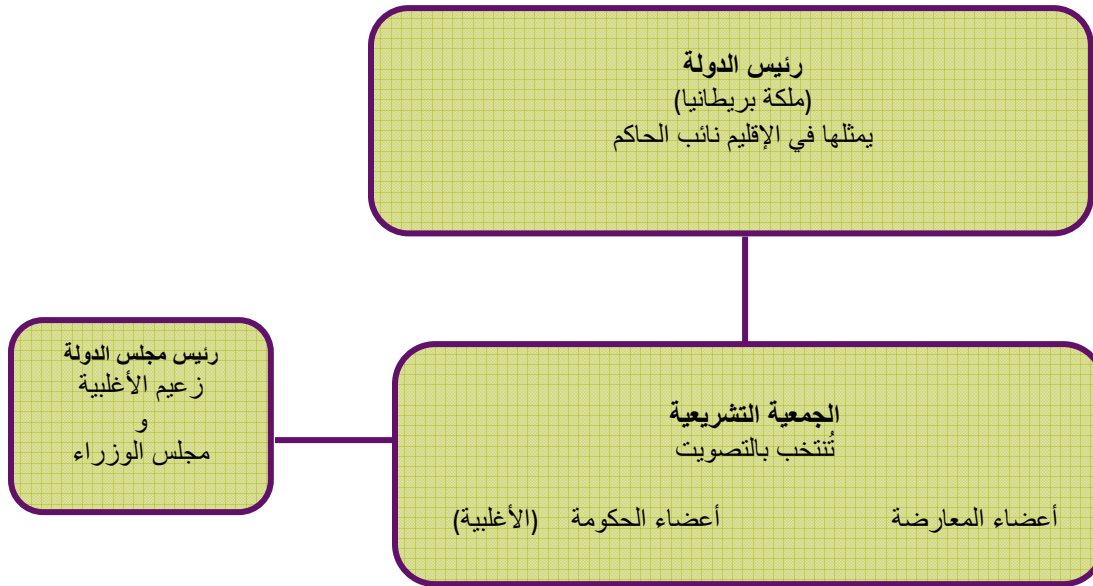 رئيس الدولة
(ملكة بريطانيا)
يمثلها في الإقليم نائب الحاكم
رئيس مجلس الدولة
زعيم الأغلبية
و
مجلس الوزراء
الجمعية التشريعية
تُنتخب بالتصويت
أعضاء المعارضة أعضاء الحكومة (الأغلبية)